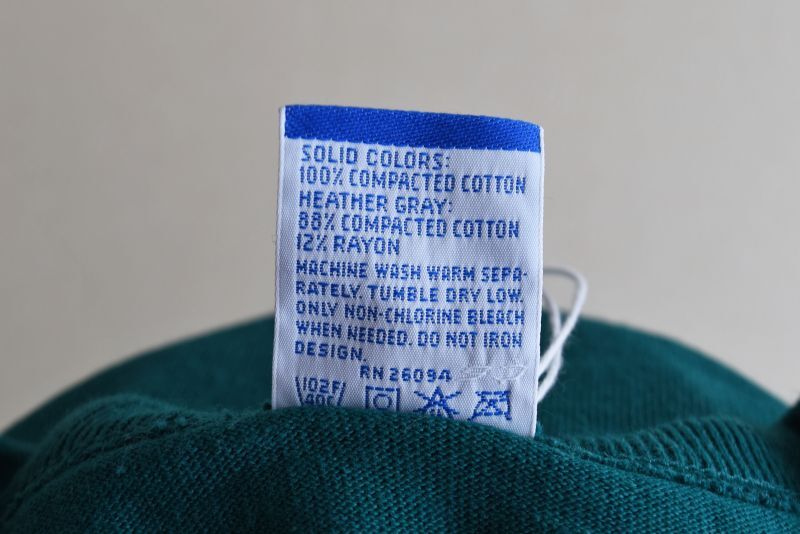 SOLID COLORS:
100% COMPACTED COTTON
HEATHER GRAY:
88% COMPACTED COTTON
12% RAYON
MACHINE WASH WARM SEPA-
RATELY. TUMBLE DRY LOW.
ONLY NON-CHLORINE BLEACH
WHEN NEEDED. DO NOT IRON
DESIGN.
RN 26094
102F/
40C